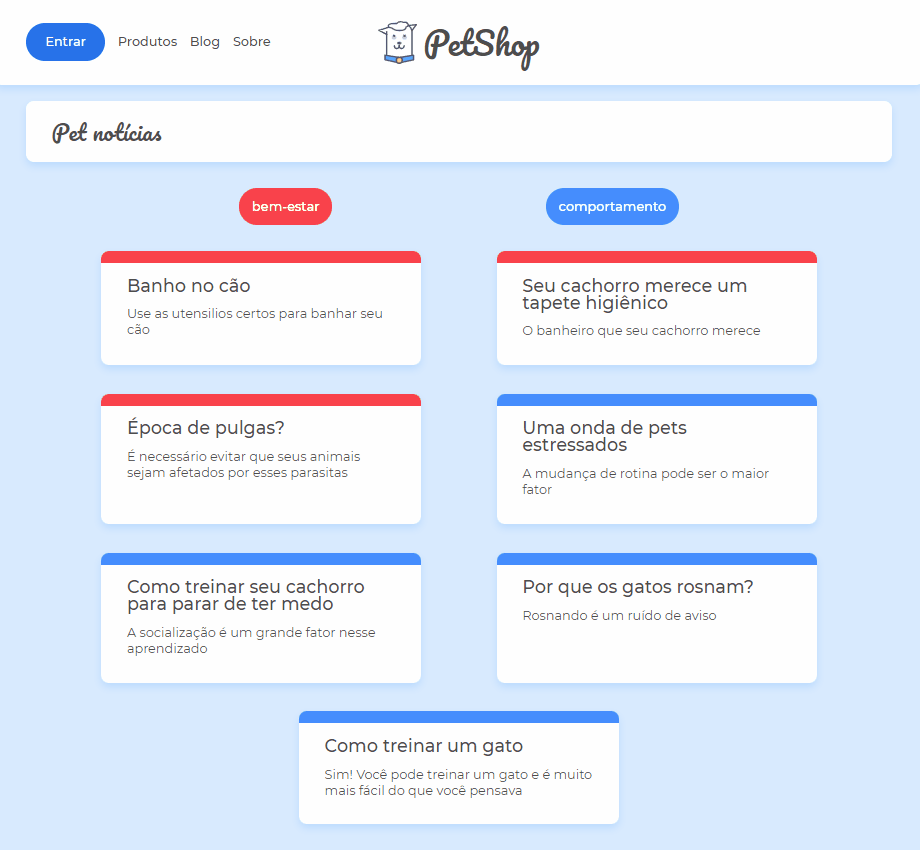 Entrar Produtos Blog Sobre PetShop
Pet notícias
bem-estar comportamento
Banho no cão
Use as utensilios certos para banhar seu
cão
Seu cachorro merece um
tapete higiênico
O banheiro que seu cachorro merece
Época de pulgas?
É necessário evitar que seus animais
sejam afetados por esses parasitas
Uma onda de pets
estressados
A mudança de rotina pode ser o maior
fator
Como treinar seu cachorro
para parar de ter medo
A socialização é um grande fator nesse
aprendizado
Por que os gatos rosnam?
Rosnando é um ruído de aviso
Como treinar um gato
Sim! Você pode treinar um gato e é muito
mais fácil do que você pensava